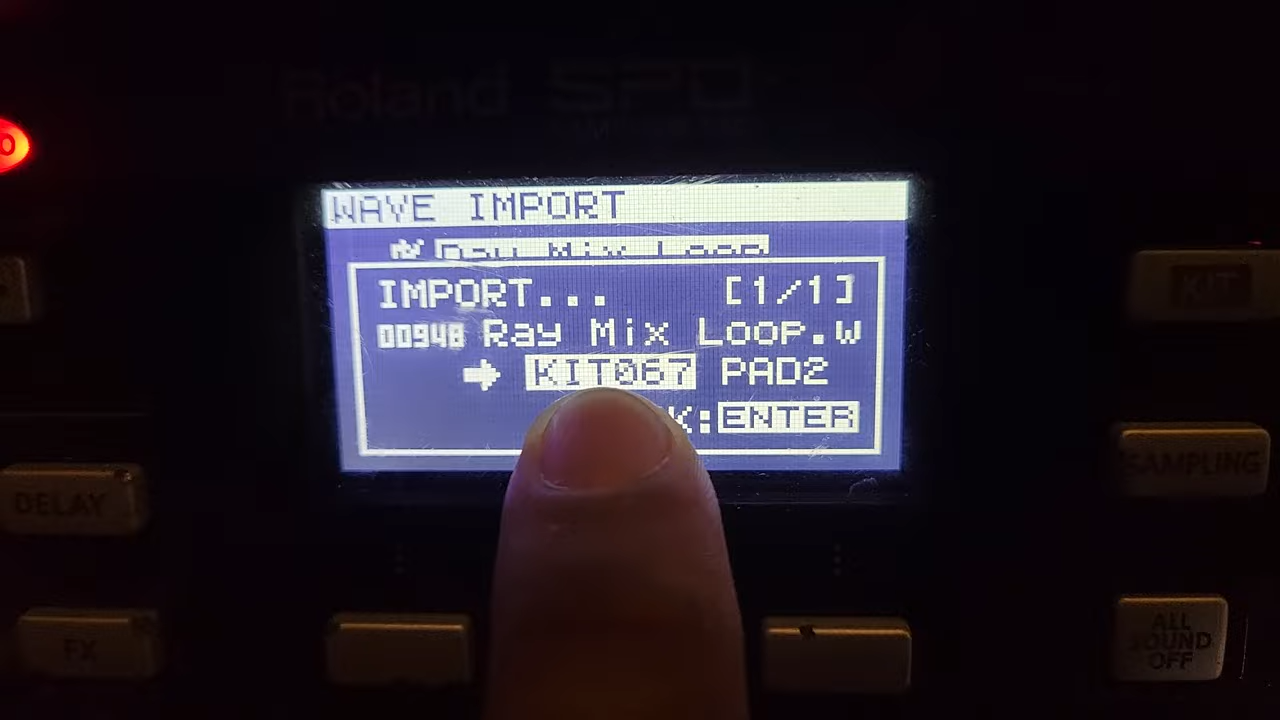 Roland SPD
WAVE IMPORT
Ray Mix Loop
IMPORT... [1/1]
00948 Ray Mix Loop.w
➡ KIT067 PAD2
K:ENTER
KIT
SAMPLING
DELAY
FX
ALL
SOUND
OFF